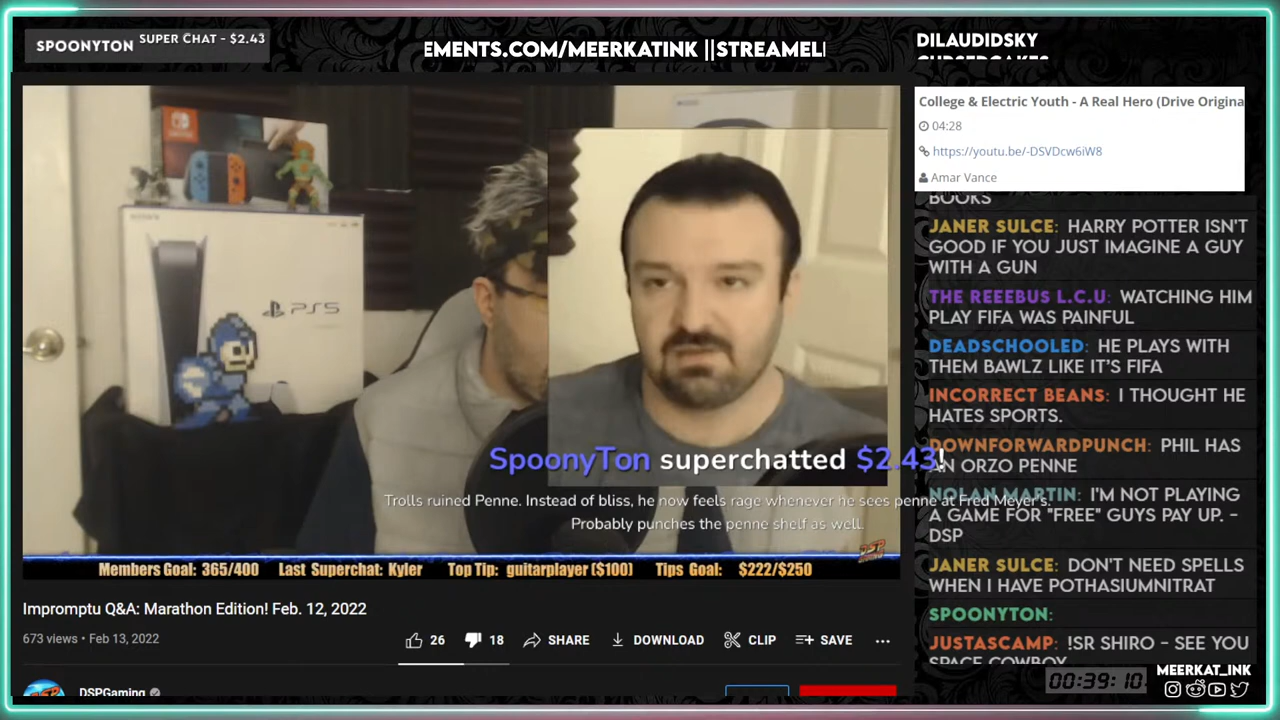 SPOONYTON SUPER CHAT - $2.43
EMENTS.COM/MEERKATINK ||STREAMEL
DILAUDIDSKY
CURSEDCAKES
College & Electric Youth - A Real Hero (Drive Origina
04:28
https://youtu.be/-DSVDcw6iW8
Amar Vance
BOOKS
JANER SULCE: HARRY POTTER ISN'T
GOOD IF YOU JUST IMAGINE A GUY
WITH A GUN
THE REEEBUS L.C.U: WATCHING HIM
PLAY FIFA WAS PAINFUL
DEADSCHOOLED: HE PLAYS WITH
THEM BAWLZ LIKE IT'S FIFA
INCORRECT BEANS: I THOUGHT HE
HATES SPORTS.
DOWNFORWARDPUNCH: PHIL HAS
AN ORZO PENNE
NOLAN MARTIN: I'M NOT PLAYING
A GAME FOR "FREE" GUYS PAY UP. -
DSP
JANER SULCE: DON'T NEED SPELLS
WHEN I HAVE POTHASIUMNITRAT
SPOONYTON:
JUSTASCAMP: !SR SHIRO - SEE YOU
SPACE COWBOY
00:39:10
MEERKAT_INK
SONY
PS5
SpoonyTon superchatted $2.43!
Trolls ruined Penne. Instead of bliss, he now feels rage whenever he sees penne at Fred Meyer's.
Probably punches the penne shelf as well.
DSP
Members Goal: 365/400 Last Superchat: Kyler Top Tip: guitarplayer ($100) Tips Goal: $222/$250
Impromptu Q&A: Marathon Edition! Feb. 12, 2022
673 views • Feb 13, 2022
26 18 SHARE DOWNLOAD CLIP SAVE
DSPGaming